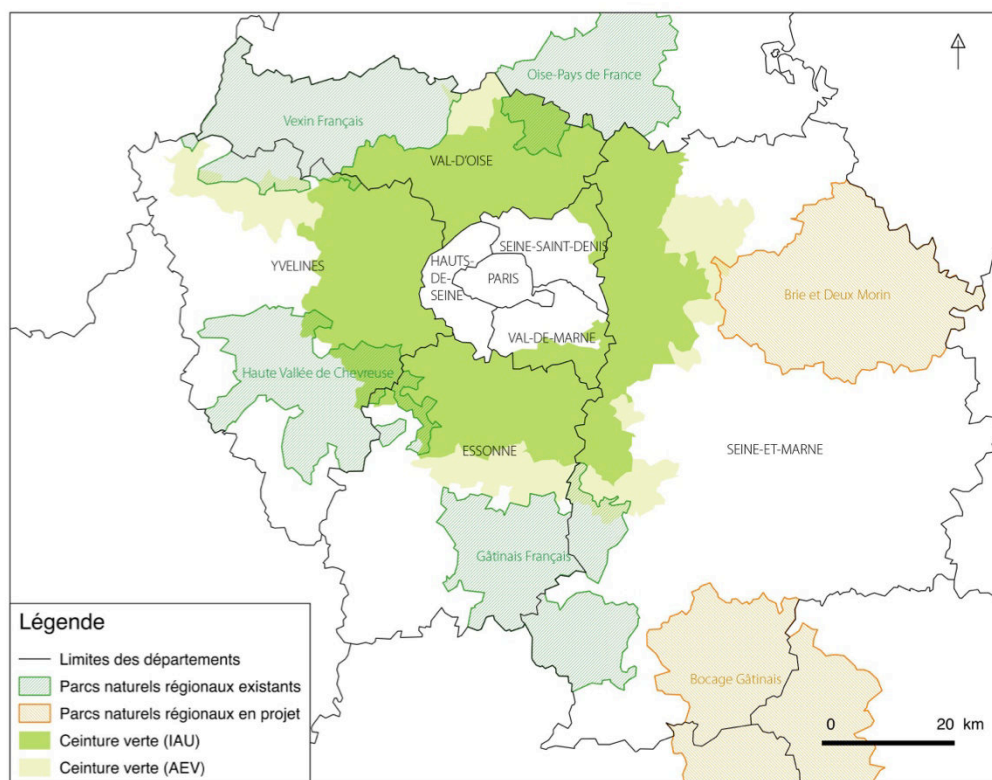 Oise-Pays de France
Vexin Français
VAL-D'OISE
SEINE-SAINT-DENIS
HAUTS-
DE-
SEINE
PARIS
YVELINES
Brie et Deux Morin
VAL-DE-MARNE
Haute Vallée de Chevreuse
ESSONNE
SEINE-ET-MARNE
Gâtinais Français
Bocage Gâtinais
Légende
Limites des départements
Parcs naturels régionaux existants
Parcs naturels régionaux en projet
Ceinture verte (IAU)
Ceinture verte (AEV)
0 20 km